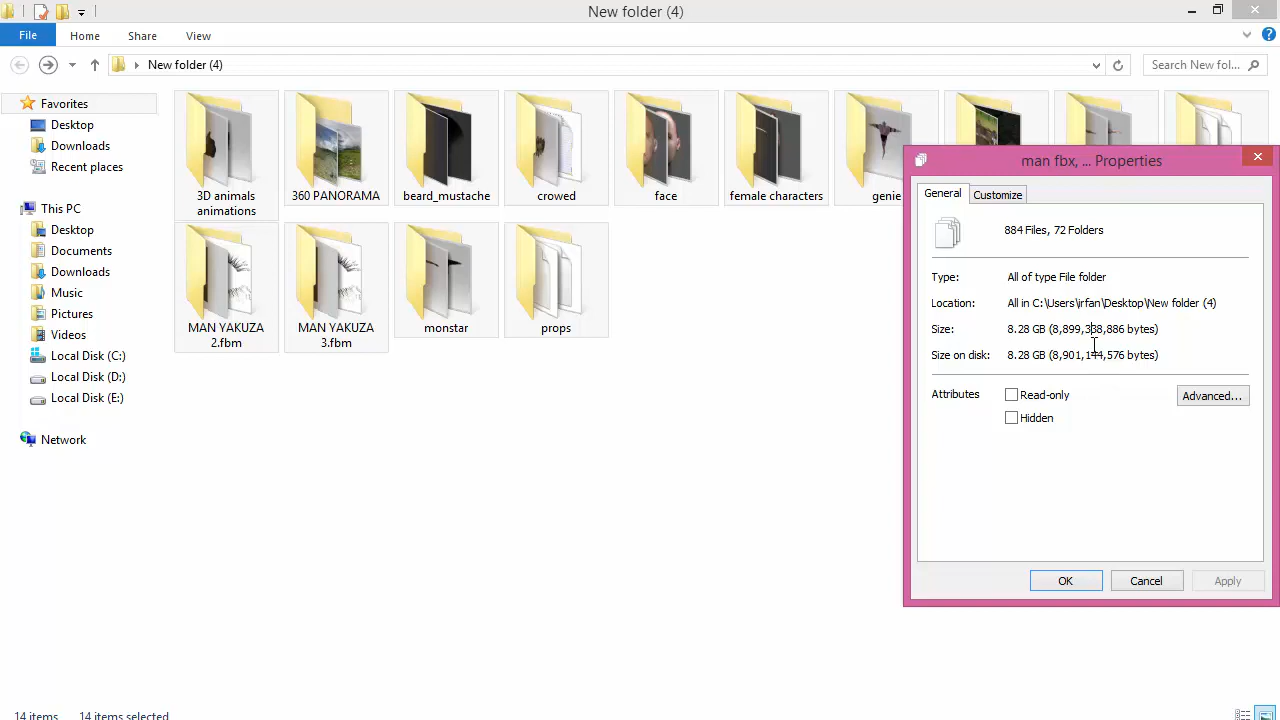 New folder (4)
File
Home
Share
View
New folder (4)
Search New fol...
Favorites
Desktop
Downloads
Recent places
This PC
Desktop
Documents
Downloads
Music
Pictures
Videos
Local Disk (C:)
Local Disk (D:)
Local Disk (E:)
Network
3D animals
animations
360 PANORAMA
beard_mustache
crowed
face
female characters
genie
MAN YAKUZA
2.fbm
MAN YAKUZA
3.fbm
monstar
props
man fbx, ... Properties
General
Customize
884 Files, 72 Folders
Type: All of type File folder
Location: All in C:\Users\irfan\Desktop\New folder (4)
Size: 8.28 GB (8,899,338,886 bytes)
Size on disk: 8.28 GB (8,901,144,576 bytes)
Attributes
Read-only
Advanced...
Hidden
OK
Cancel
Apply
14 items
14 items selected